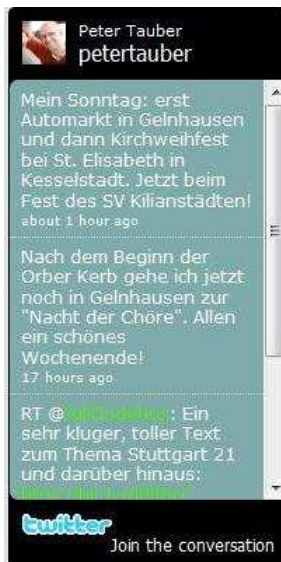 Peter Tauber
petertauber
Mein Sonntag: erst
Automarkt in Gelnhausen
und dann Kirchweihfest
bei St. Elisabeth in
Kesselstadt. Jetzt beim
Fest des SV Kilianstädten!
about 1 hour ago
Nach dem Beginn der
Orber Kerb gehe ich jetzt
noch in Gelnhausen zur
"Nacht der Chöre". Allen
ein schönes
Wochenende!
17 hours ago
RT @: Ein
sehr kluger, toller Text
zum Thema Stuttgart 21
und darüber hinaus:
twitter
Join the conversation